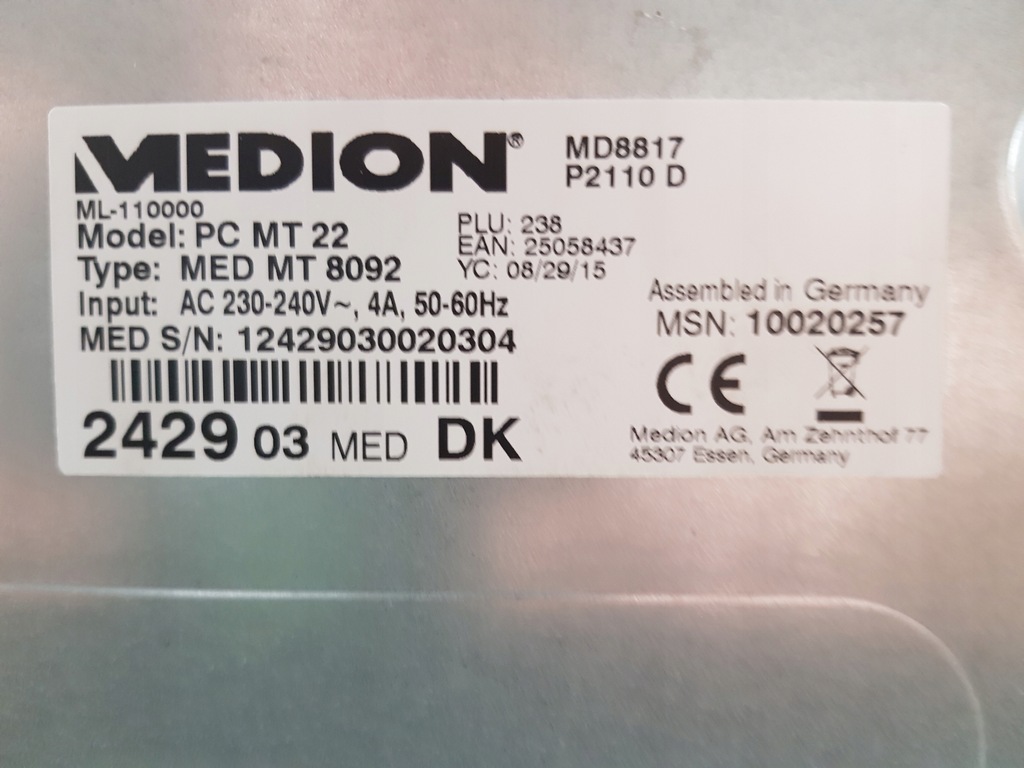 MEDION®
MD8817
P2110 D
ML-110000
Model: PC MT 22
Type: MED MT 8092
Input: AC 230-240V~, 4A, 50-60Hz
MED S/N: 12429030020304
PLU: 238
EAN: 25058437
YC: 08/29/15
Assembled in Germany
MSN: 10020257
CE
2429 03 MED DK
Medion AG, Am Zehnthof 77
45307 Essen, Germany